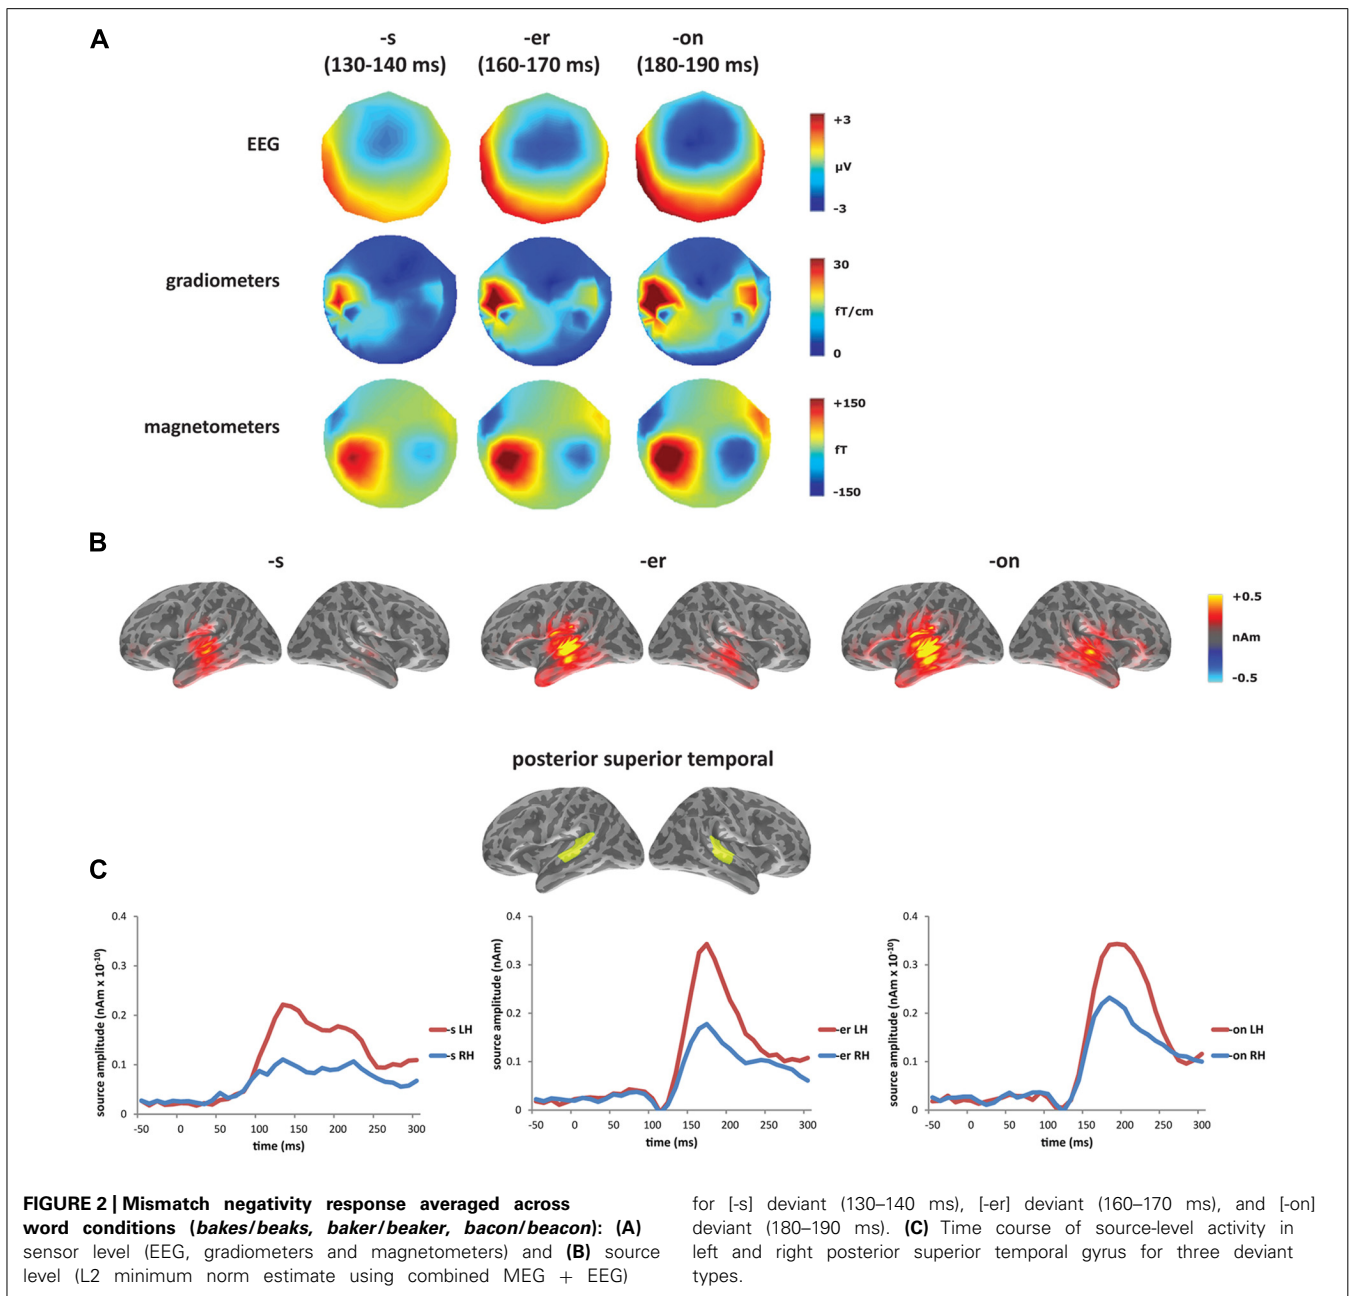 A
-s
(130-140 ms)
-er
(160-170 ms)
-on
(180-190 ms)
EEG
+3
µV
-3
gradiometers
30
fT/cm
0
magnetometers
+150
fT
-150
B
-s
-er
-on
+0.5
nAm
-0.5
posterior superior temporal
C
source amplitude (nAm x 10⁻¹⁰)
0.4
0.3
0.2
0.1
0
-50 0 50 100 150 200 250 300
time (ms)
-s LH
-s RH
source amplitude (nAm)
0.4
0.3
0.2
0.1
0
-50 0 50 100 150 200 250 300
time (ms)
-er LH
-er RH
source amplitude (nAm x 10⁻¹⁰)
0.4
0.3
0.2
0.1
0
-50 0 50 100 150 200 250 300
time (ms)
-on LH
-on RH
FIGURE 2 | Mismatch negativity response averaged across
word conditions (bakes/beaks, baker/beaker, bacon/beacon): (A)
sensor level (EEG, gradiometers and magnetometers) and (B) source
level (L2 minimum norm estimate using combined MEG + EEG)
for [-s] deviant (130–140 ms), [-er] deviant (160–170 ms), and [-on]
deviant (180–190 ms). (C) Time course of source-level activity in
left and right posterior superior temporal gyrus for three deviant
types.